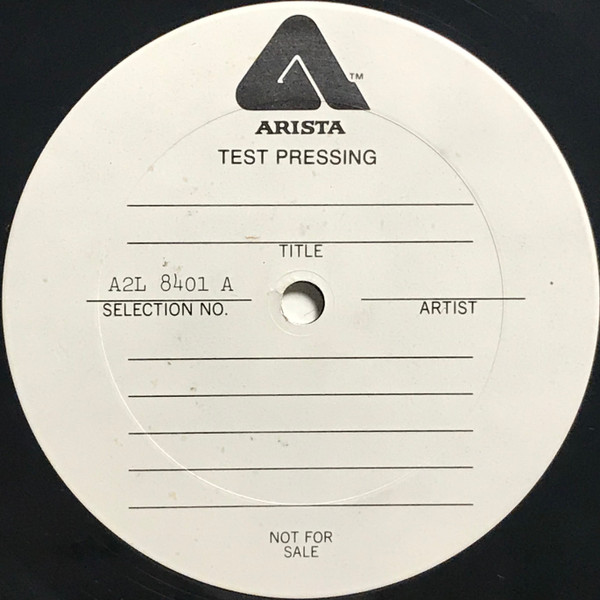 ™
ARISTA
TEST PRESSING
TITLE
A2L 8401 A
SELECTION NO.
ARTIST
NOT FOR
SALE